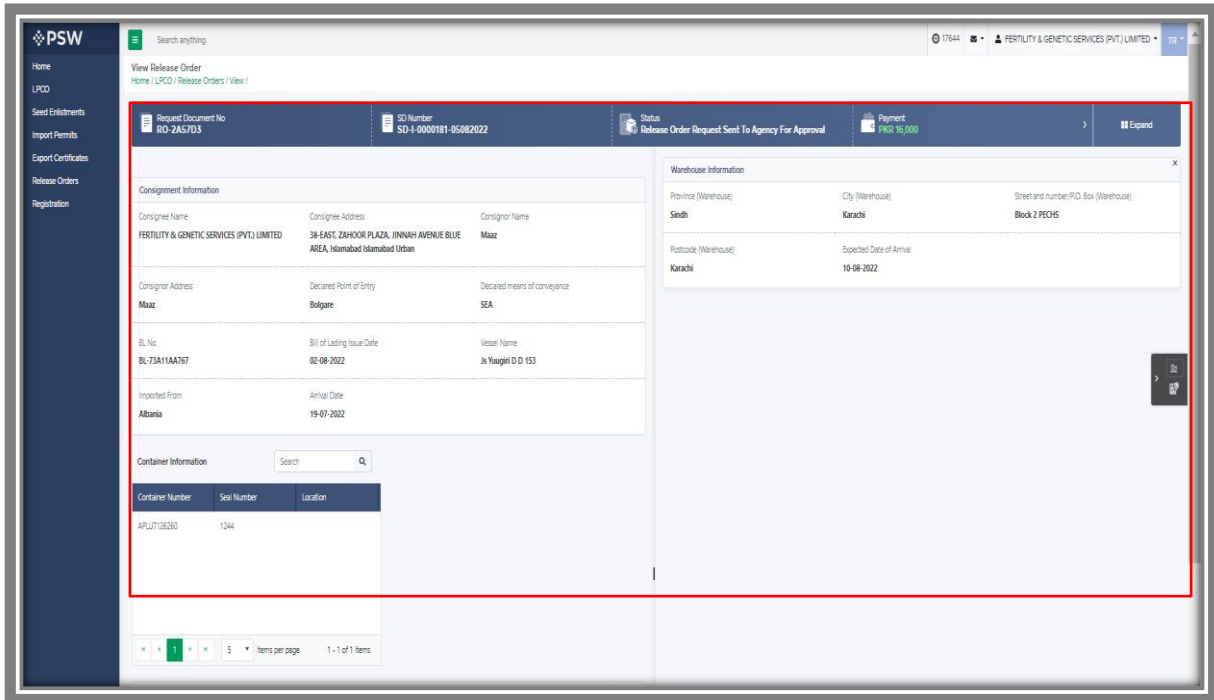 PSW
Search anything
17644
FERTILITY & GENETIC SERVICES (PVT.) LIMITED
TR
Home
LPCO
Seed Enlistments
Import Permits
Export Certificates
Release Orders
Registration
View Release Order
Home / LPCO / Release Orders / View /
Request Document No
RO-2A57D3
SD Number
SD-I-0000181-05082022
Status
Release Order Request Sent To Agency For Approval
Payment
PKR 16,000
Expand
Consignment Information
Consignee Name
Consignee Address
Consignor Name
FERTILITY & GENETIC SERVICES (PVT.) LIMITED
38-EAST, ZAHOOR PLAZA, JINNAH AVENUE BLUE
AREA, Islamabad Islamabad Urban
Maaz
Consignor Address
Declared Point of Entry
Declared means of conveyance
Maaz
Bolgare
SEA
BL No
Bill of Lading Issue Date
Vessel Name
BL-73A11AA767
02-08-2022
Js Yuugiri D D 153
Imported From
Arrival Date
Albania
19-07-2022
Warehouse Information
X
Province (Warehouse)
City (Warehouse)
Street and number/P.O. Box (Warehouse)
Sindh
Karachi
Block 2 PECHS
Postcode (Warehouse)
Expected Date of Arrival
Karachi
10-08-2022
Container Information
Search
Container Number
Seal Number
Location
APLU7126260
1244
1
5
items per page
1 - 1 of 1 items